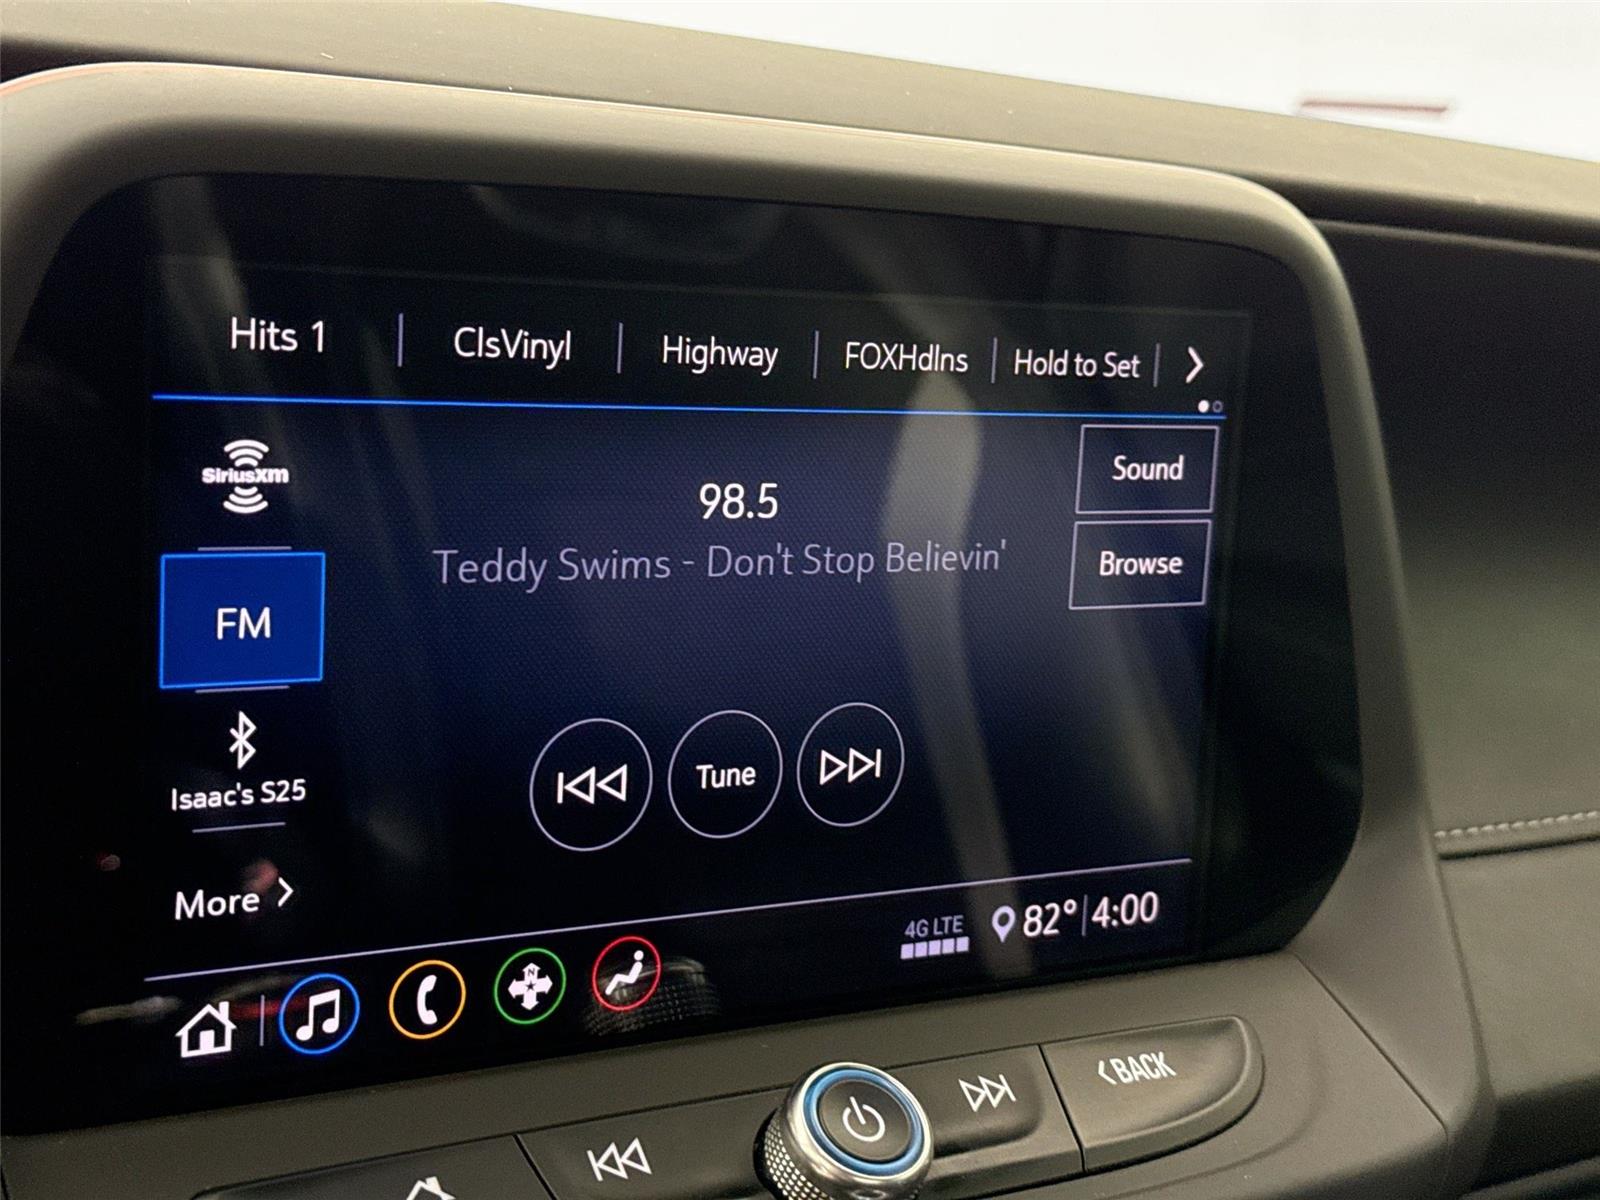 Hits 1 | ClsVinyl | Highway | FOXHdlns | Hold to Set |
SiriusXM
98.5
Teddy Swims - Don't Stop Believin'
Sound
Browse
FM
Isaac's S25
Tune
More
4G LTE
82° | 4:00
N
BACK